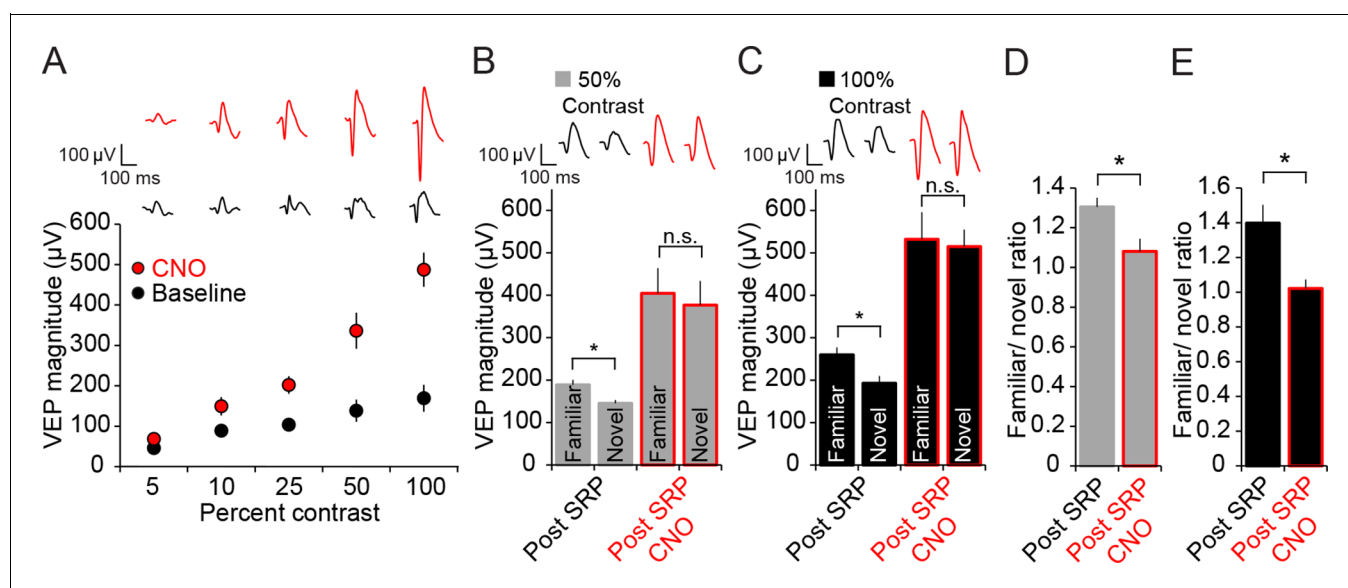 A
100 µV
100 ms
VEP magnitude (µV)
600
500
400
300
200
100
0
CNO
Baseline
5 10 25 50 100
Percent contrast
B
50%
Contrast
100 µV
100 ms
VEP magnitude (µV)
600
500
400
300
200
100
0
*
n.s.
Familiar
Novel
Familiar
Novel
Post SRP
Post SRP
CNO
C
100%
Contrast
100 µV
100 ms
VEP magnitude (µV)
600
500
400
300
200
100
0
*
n.s.
Familiar
Novel
Familiar
Novel
Post SRP
Post SRP
CNO
D
*
Familiar/ novel ratio
1.4
1.2
1.0
0.8
0.6
1.4
1.2
0
Post SRP
Post SRP
CNO
E
*
Familiar/ novel ratio
1.6
1.4
1.2
1.0
0.8
0.6
1.4
1.2
0
Post SRP
Post SRP
CNO